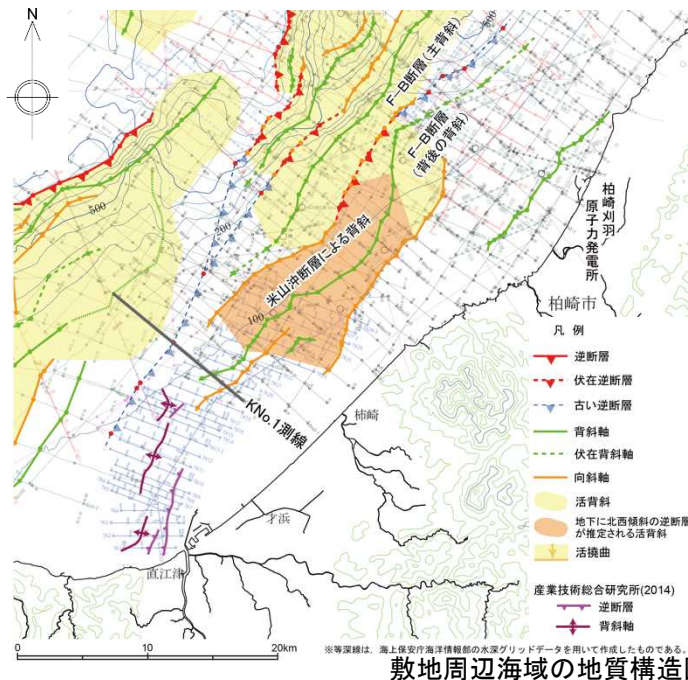 N
500
F-B断層(主背斜)
F-B断層
(背後の背斜)
500
200
米山沖断層による背斜
100
KNo.1測線
柏崎刈羽
原子力発電所
柏崎市
柿崎
才浜
直江津
凡 例
逆断層
伏在逆断層
古い逆断層
背斜軸
伏在背斜軸
向斜軸
活背斜
地下に北西傾斜の逆断層
が推定される活背斜
活撓曲
産業技術総合研究所(2014)
逆断層
背斜軸
0 10 20km
※等深線は、海上保安庁海洋情報部の水深グリッドデータを用いて作成したものである。
敷地周辺海域の地質構造